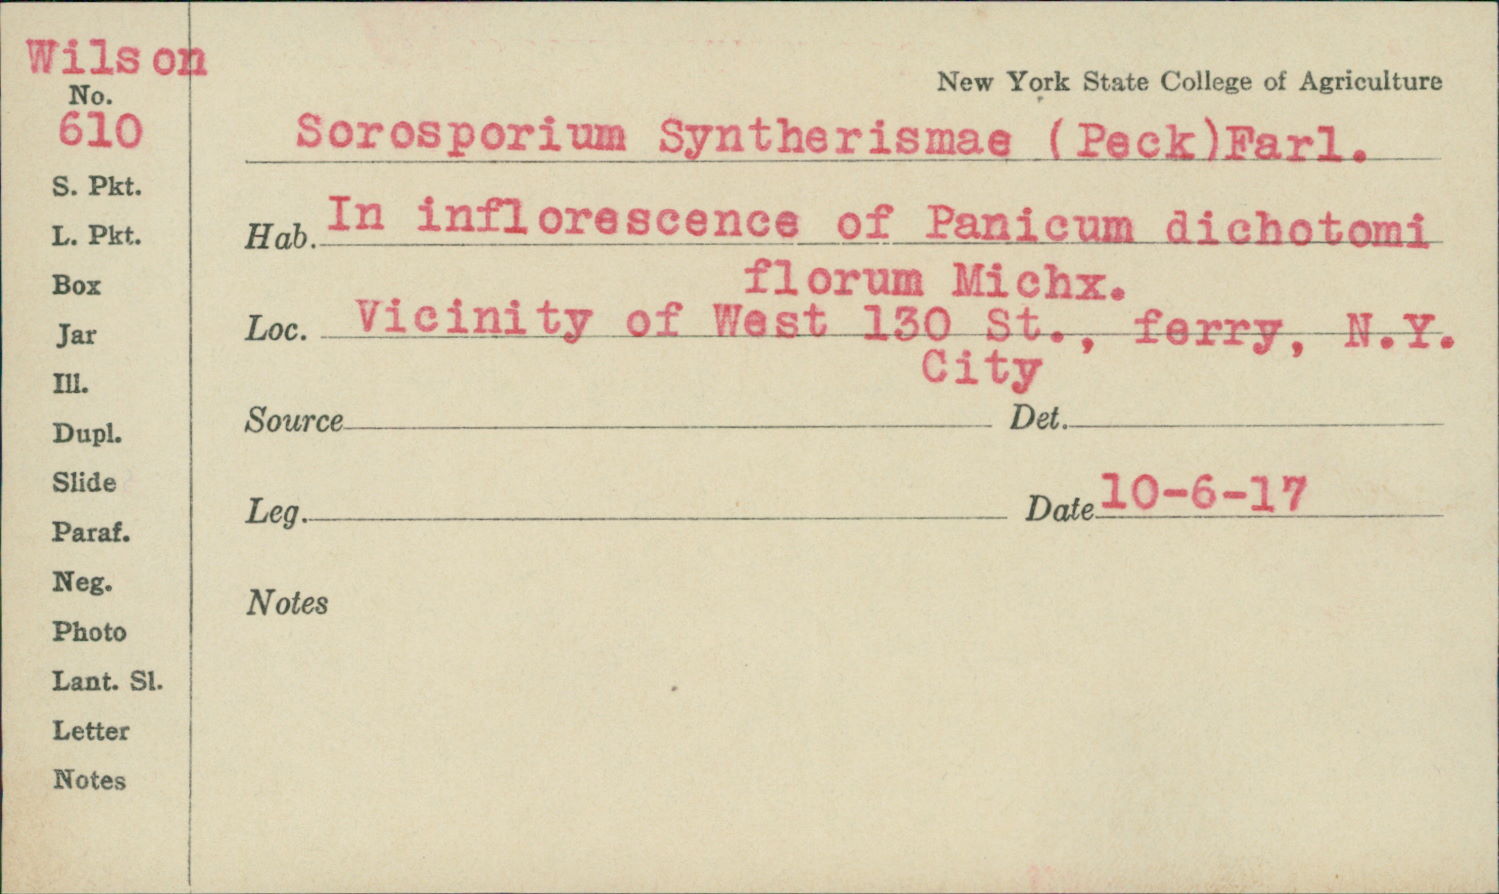 Wilson
No.
610
S. Pkt.
L. Pkt.
Box
Jar
Ill.
Dupl.
Slide
Paraf.
Neg.
Photo
Lant. Sl.
Letter
Notes
New York State College of Agriculture
Sorosporium Syntherismae (Peck)Farl.
Hab. In inflorescence of Panicum dichotomi
florum Michx.
Loc. Vicinity of West 130 St., ferry, N.Y.
City
Source Det.
Leg. Date 10-6-17
Notes